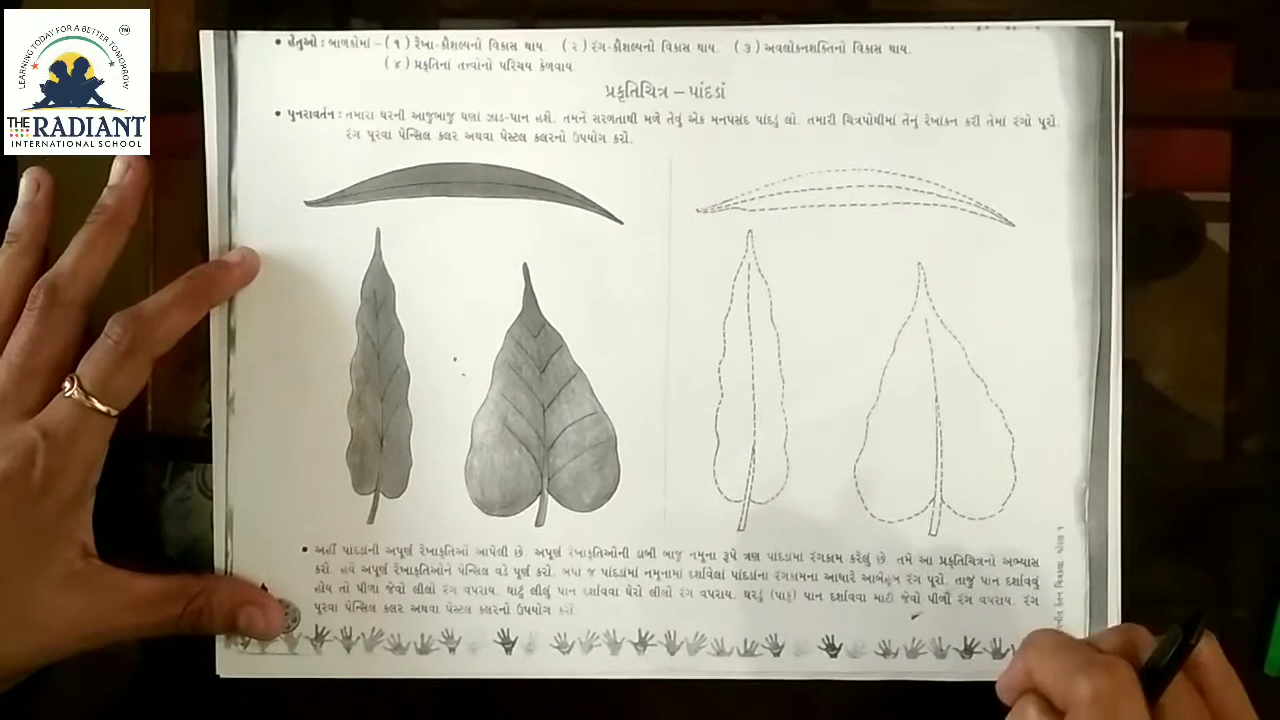 LEARNING TODAY FOR A BETTER TOMORROW
TM
THE RADIANT
INTERNATIONAL SCHOOL
• હેતુઓ : બાળકોમાં – ( ૧ ) રેખા-કૌશલ્યનો વિકાસ થાય. ( ૨ ) રંગ-કૌશલ્યનો વિકાસ થાય. ( ૩ ) અવલોકનશક્તિનો વિકાસ થાય.
( ૪ ) પ્રકૃતિનાં તત્ત્વોનો પરિચય કેળવાય
પ્રકૃતિચિત્ર – પાંદડાં
• પુનરાવર્તન : તમારા ઘરની આજુબાજુ ઘણાં ઝાડ-પાન હશે. તમને સરળતાથી મળે તેવું એક મનપસંદ પાંદડું લો. તમારી ચિત્રપોથીમાં તેનું રેખાંકન કરી તેમાં રંગો પૂરો.
રંગ પૂરવા પેન્સિલ કલર અથવા પેસ્ટલ કલરનો ઉપયોગ કરો.
• અહીં પાંદડાંની અપૂર્ણ રેખાકૃતિઓ આપેલી છે. અપૂર્ણ રેખાકૃતિઓની ડાબી બાજુ નમૂના રૂપે ત્રણ પાંદડાંમાં રંગકામ કરેલું છે તમે આ પ્રકૃતિચિત્રનો અભ્યાસ
કરો. હવે અપૂર્ણ રેખાકૃતિઓને પેન્સિલ વડે પૂર્ણ કરો. બધાં જ પાંદડાંમાં નમૂનામાં દર્શાવેલાં પાંદડાંના રંગકામના આધારે આબેહૂબ રંગ પૂરો. તાજું પાન દર્શાવવું
હોય તો પીળા જેવો લીલો રંગ વપરાય. ઘાટું લીલું પાન દર્શાવવા ઘેરો લીલો રંગ વપરાય. ઘરડું (પાકું) પાન દર્શાવવા માટી જેવો પીળો રંગ વપરાય. રંગ
પૂરવા પેન્સિલ કલર અથવા પેસ્ટલ કલરનો ઉપયોગ કરો
ચિત્રકામ ધોરણ ૧